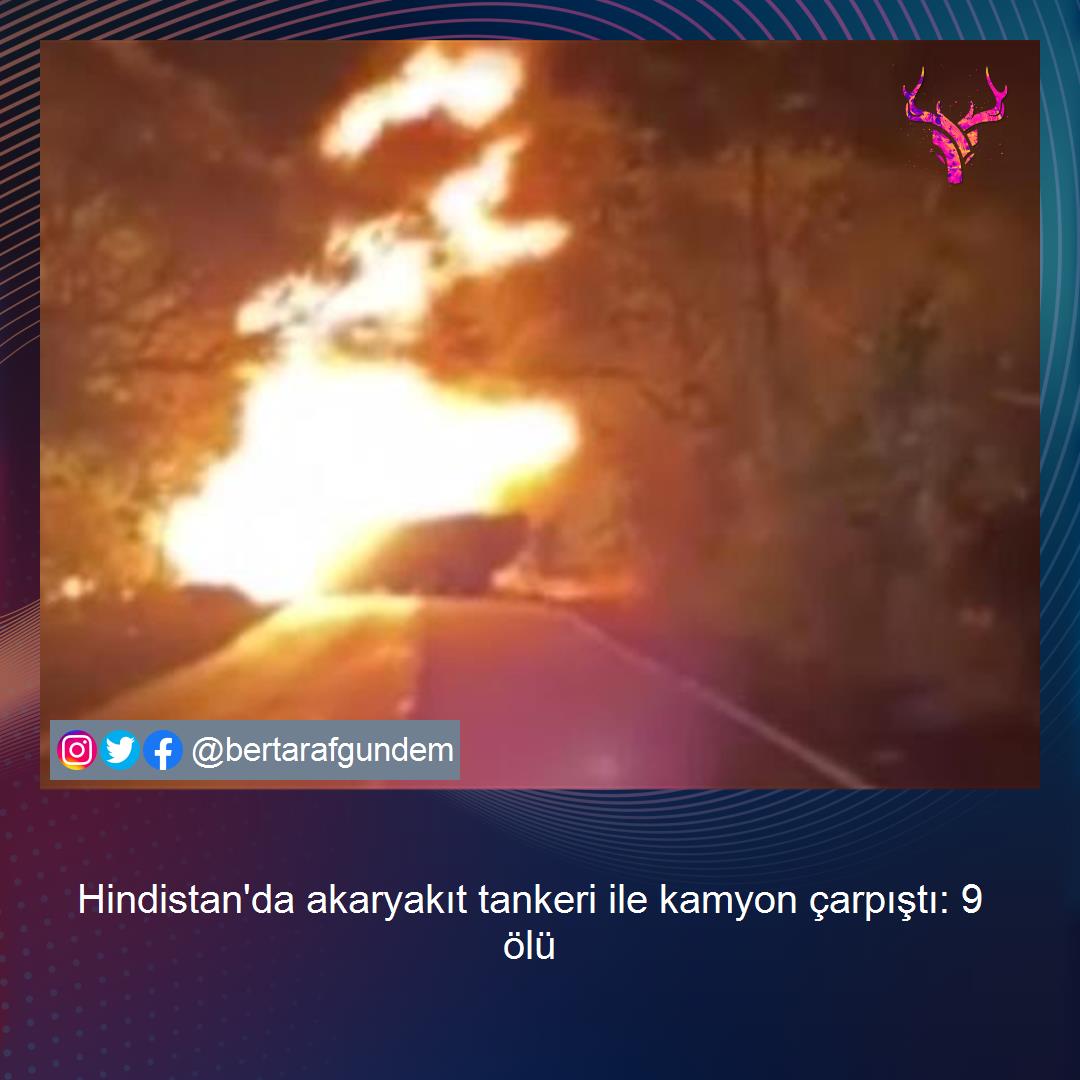 @bertarafgundem
Hindistan'da akaryakıt tankeri ile kamyon çarpıştı: 9
ölü